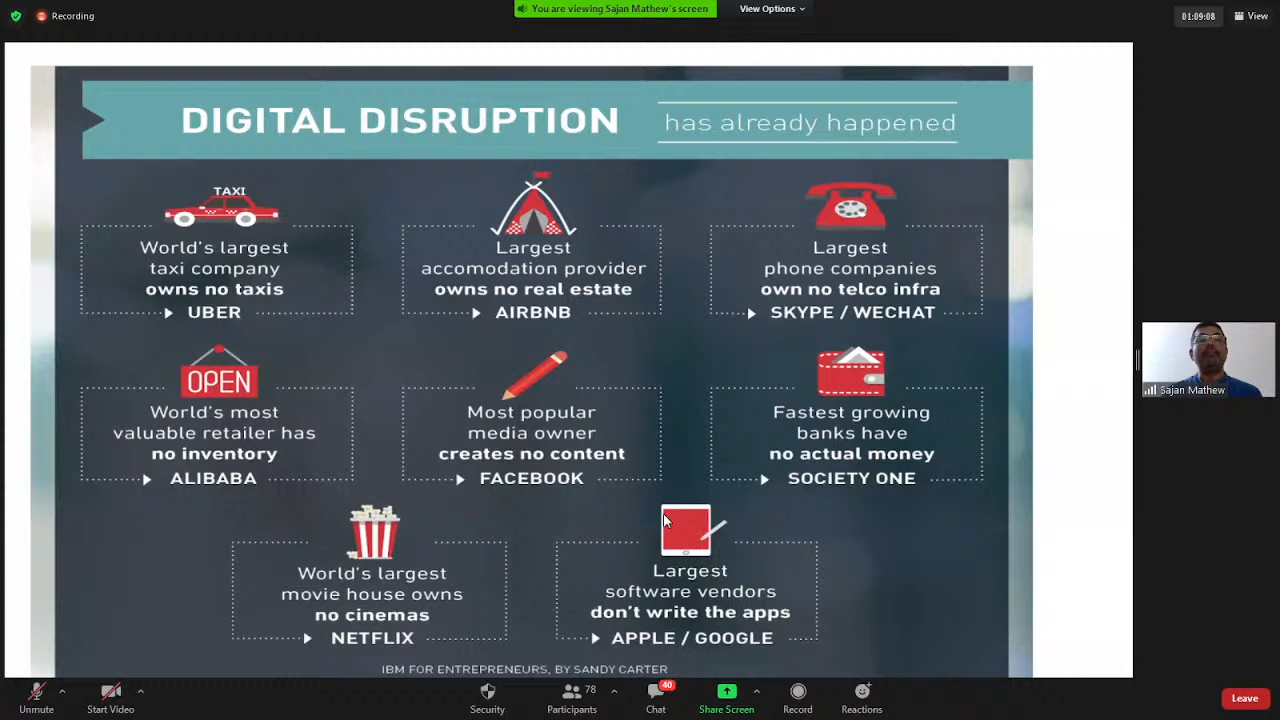 Recording
You are viewing Sajan Mathew's screen
View Options
01:09:08
View
DIGITAL DISRUPTION
has already happened
TAXI
World's largest
taxi company
owns no taxis
UBER
Largest
accomodation provider
owns no real estate
AIRBNB
Largest
phone companies
own no telco infra
SKYPE / WECHAT
OPEN
World's most
valuable retailer has
no inventory
ALIBABA
Most popular
media owner
creates no content
FACEBOOK
Fastest growing
banks have
no actual money
SOCIETY ONE
World's largest
movie house owns
no cinemas
NETFLIX
Largest
software vendors
don't write the apps
APPLE / GOOGLE
IBM FOR ENTREPRENEURS, BY SANDY CARTER
Sajan Mathew
Unmute
Start Video
Security
78
Participants
40
Chat
Share Screen
Record
Reactions
Leave